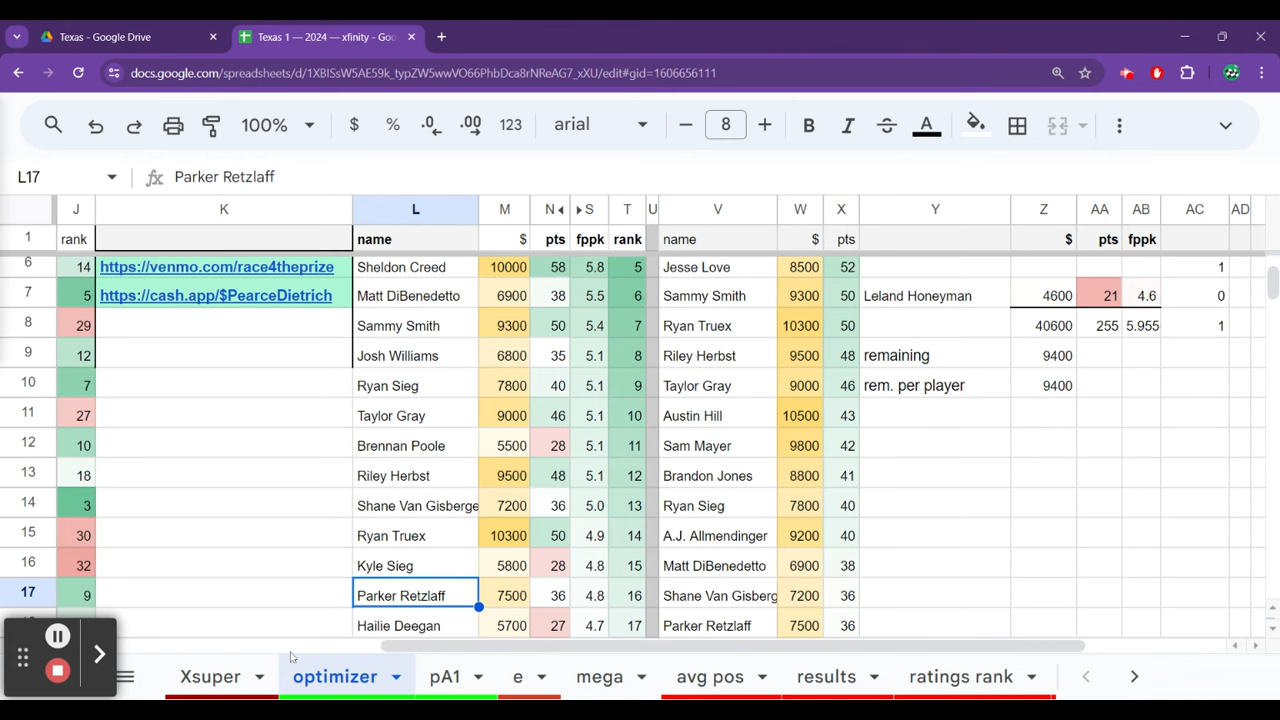 Texas - Google Drive
Texas 1 — 2024 — xfinity - Goo
docs.google.com/spreadsheets/d/1XBISsW5AE59k_typZW5wwVO66PhbDca8rNReAG7_xXU/edit#gid=1606656111
100% $ % .0 .00 123 arial 8 B I S A
L17 fx Parker Retzlaff
J K L M N S T U V W X Y Z AA AB AC AD
1 rank name $ pts fppk rank name $ pts $ pts fppk
6 14 https://venmo.com/race4theprize Sheldon Creed 10000 58 5.8 5 Jesse Love 8500 52 1
7 5 https://cash.app/$PearceDietrich Matt DiBenedetto 6900 38 5.5 6 Sammy Smith 9300 50 Leland Honeyman 4600 21 4.6 0
8 29 Sammy Smith 9300 50 5.4 7 Ryan Truex 10300 50 40600 255 5.955 1
9 12 Josh Williams 6800 35 5.1 8 Riley Herbst 9500 48 remaining 9400
10 7 Ryan Sieg 7800 40 5.1 9 Taylor Gray 9000 46 rem. per player 9400
11 27 Taylor Gray 9000 46 5.1 10 Austin Hill 10500 43
12 10 Brennan Poole 5500 28 5.1 11 Sam Mayer 9800 42
13 18 Riley Herbst 9500 48 5.1 12 Brandon Jones 8800 41
14 3 Shane Van Gisberge 7200 36 5.0 13 Ryan Sieg 7800 40
15 30 Ryan Truex 10300 50 4.9 14 A.J. Allmendinger 9200 40
16 32 Kyle Sieg 5800 28 4.8 15 Matt DiBenedetto 6900 38
17 9 Parker Retzlaff 7500 36 4.8 16 Shane Van Gisberg 7200 36
Hailie Deegan 5700 27 4.7 17 Parker Retzlaff 7500 36
Xsuper optimizer pA1 e mega avg pos results ratings rank